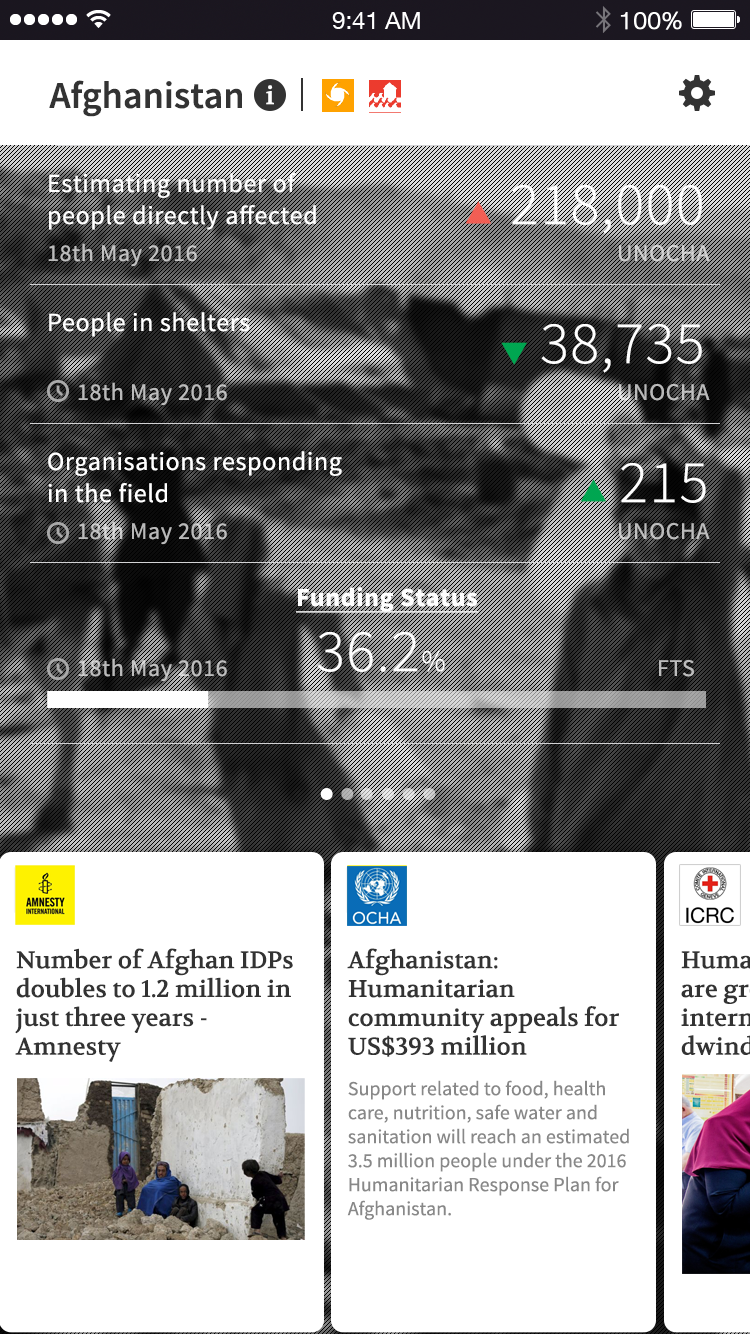 9:41 AM
100%
Afghanistan
Estimating number of
people directly affected
218,000
18th May 2016
UNOCHA
People in shelters
38,735
18th May 2016
UNOCHA
Organisations responding
in the field
215
18th May 2016
UNOCHA
Funding Status
18th May 2016
36.2%
FTS
AMNESTY
INTERNATIONAL
Number of Afghan IDPs
doubles to 1.2 million in
just three years -
Amnesty
OCHA
Afghanistan:
Humanitarian
community appeals for
US$393 million
Support related to food, health
care, nutrition, safe water and
sanitation will reach an estimated
3.5 million people under the 2016
Humanitarian Response Plan for
Afghanistan.
COMITE INTERNATIONAL
GENEVE
ICRC
Huma
are gr
intern
dwind